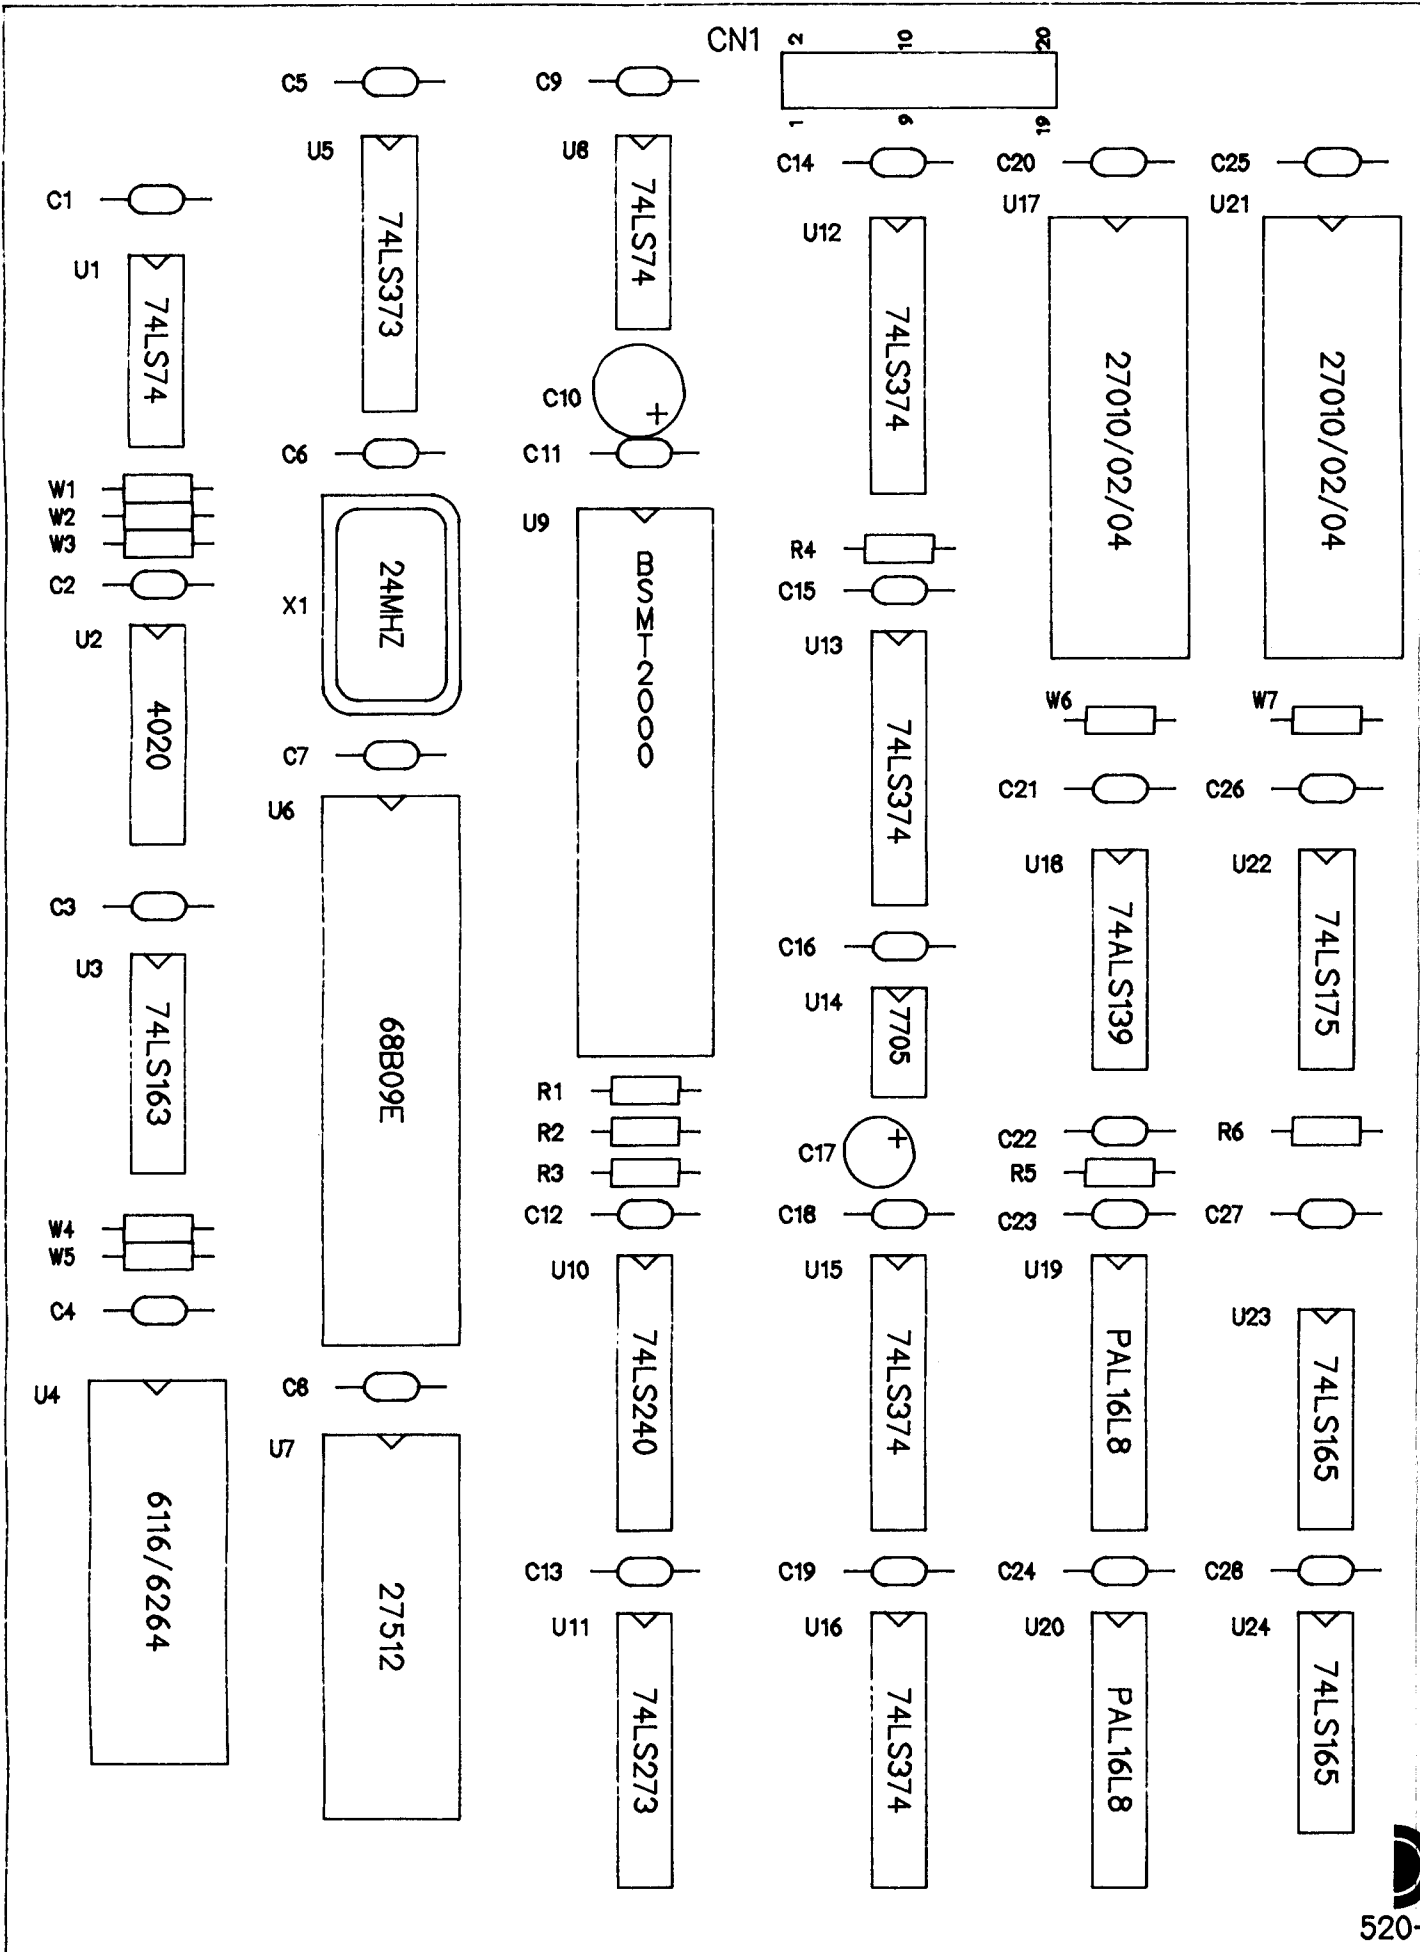 CN1
2
10
20
1
9
19
C5
C9
U5
74LS373
U8
74LS74
C14
C20
C25
C1
U1
74LS74
U12
74LS374
U17
27010/02/04
U21
27010/02/04
C10
+
C6
C11
W1
W2
W3
C2
X1
24MHZ
U9
BSMT2000
R4
C15
U2
4020
U13
74LS374
W6
W7
C7
C21
C26
U6
68B09E
U18
74ALS139
U22
74LS175
C3
U3
74LS163
C16
U14
7705
R1
R2
R3
C12
C17
+
C18
C22
R5
C23
R6
C27
W4
W5
C4
U10
74LS240
U15
74LS374
U19
PAL16L8
U23
74LS165
U4
6116/6264
C8
U7
27512
C13
C19
C24
C28
U11
74LS273
U16
74LS374
U20
PAL16L8
U24
74LS165
520-